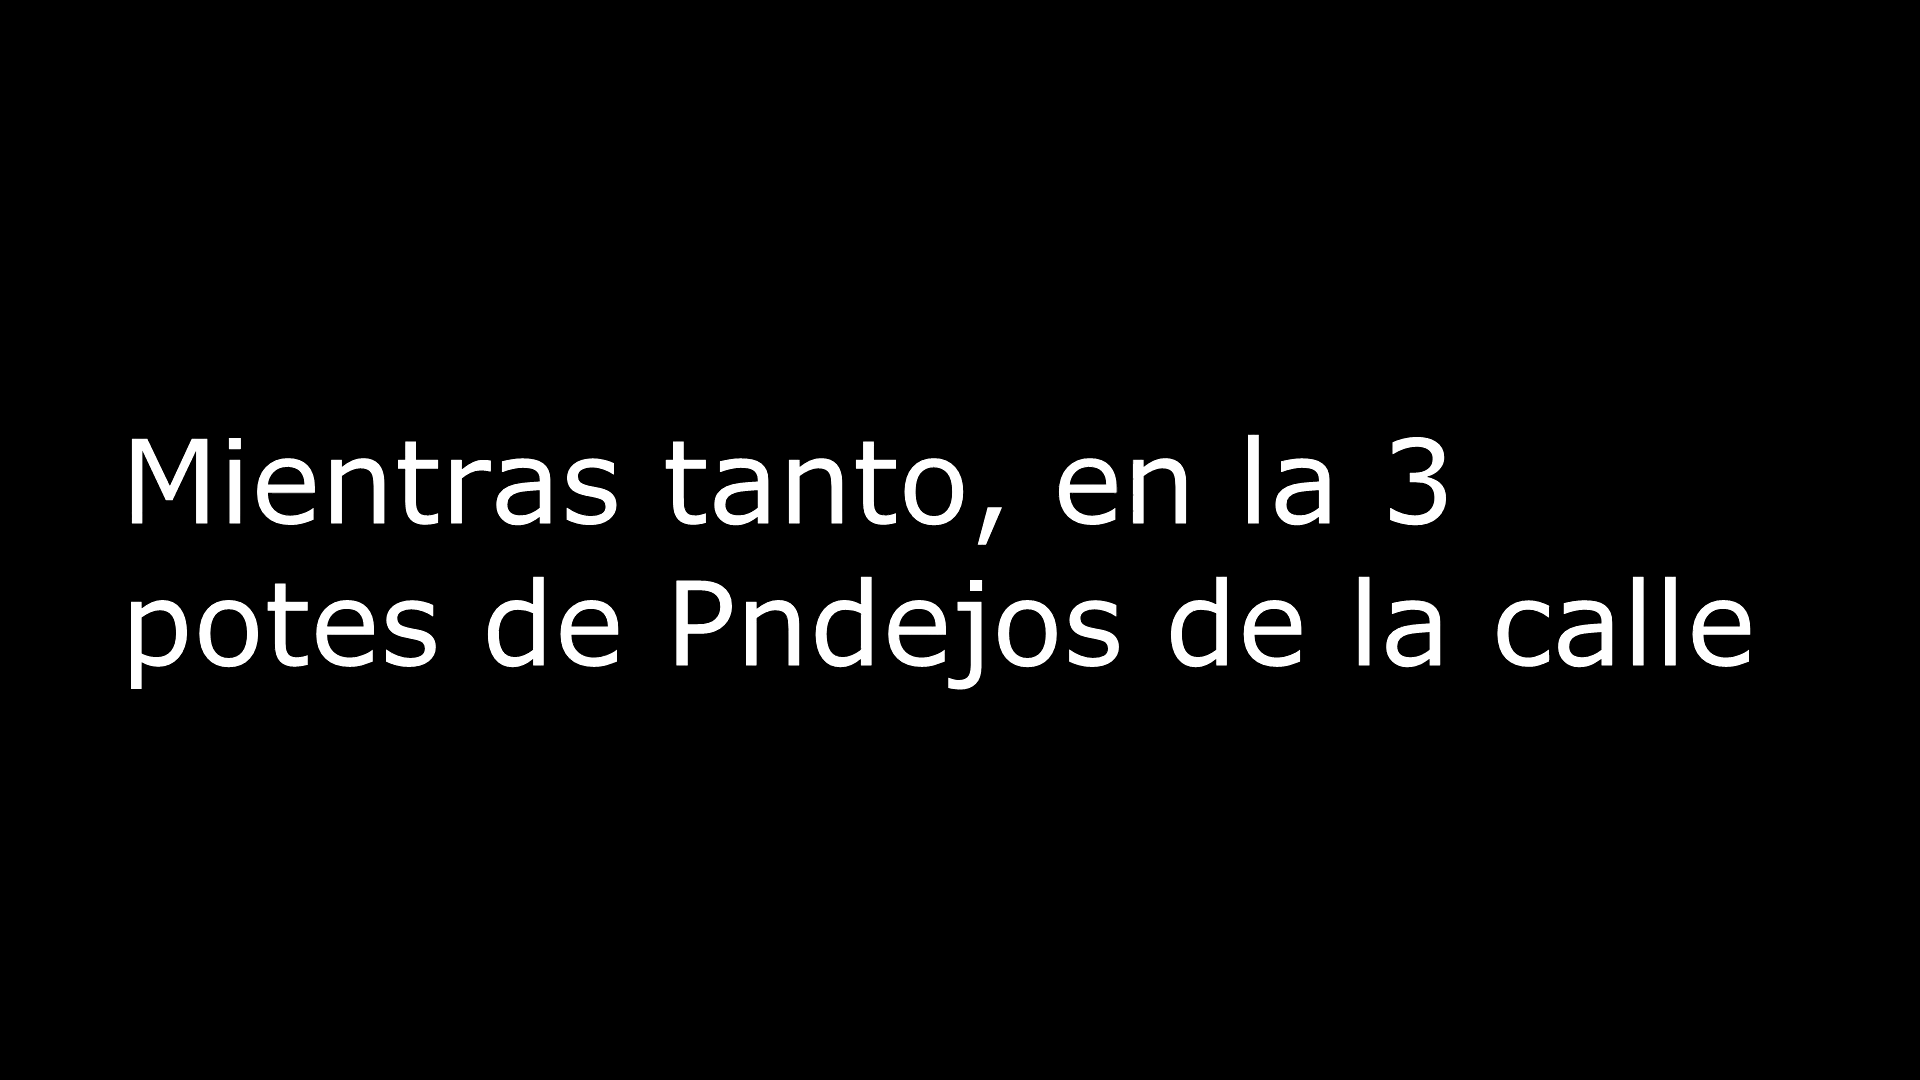 Mientras tanto, en la 3
potes de Pndejos de la calle